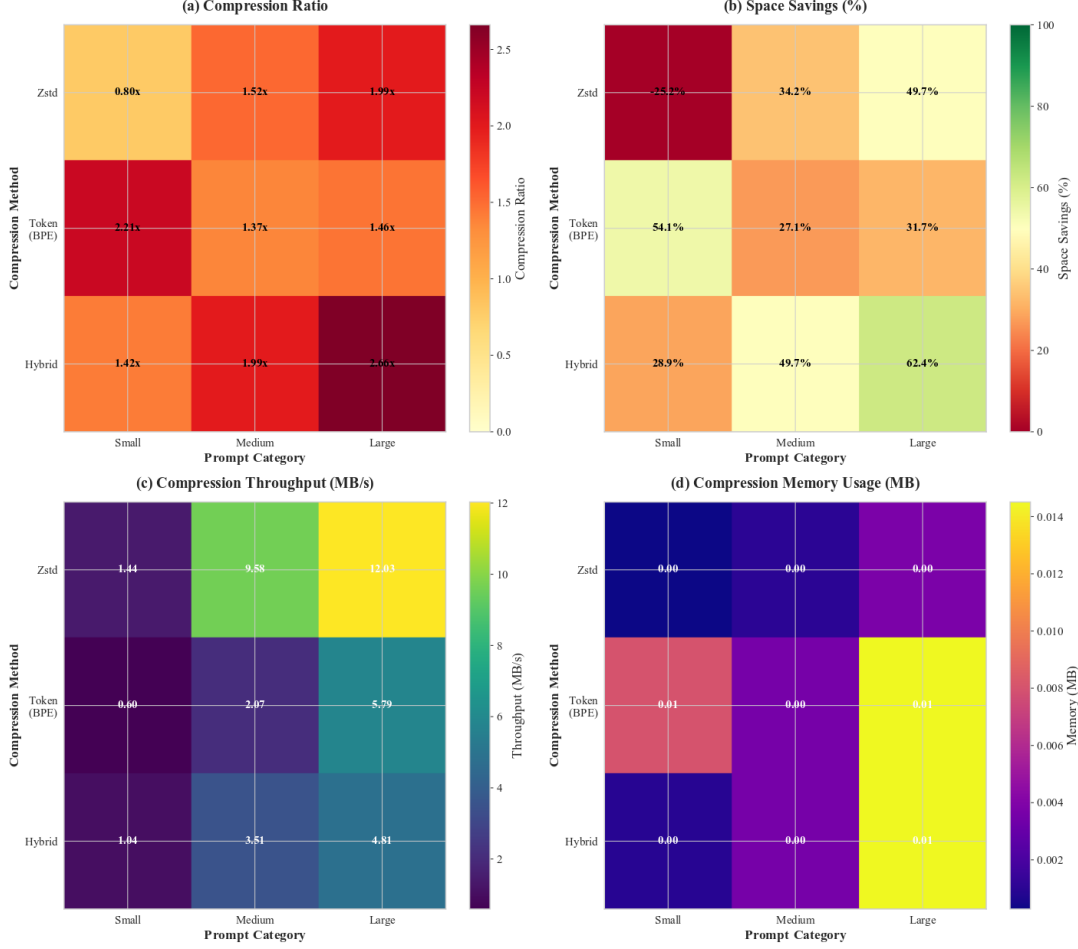 (a) Compression Ratio
Zstd
0.80x
1.52x
1.99x
Token
(BPE)
2.21x
1.37x
1.46x
Hybrid
1.42x
1.99x
2.66x
Small
Medium
Large
Prompt Category
Compression Method
2.5
2.0
1.5
1.0
0.5
0.0
Compression Ratio
(b) Space Savings (%)
Zstd
-25.2%
34.2%
49.7%
Token
(BPE)
54.1%
27.1%
31.7%
Hybrid
28.9%
49.7%
62.4%
Small
Medium
Large
Prompt Category
Compression Method
100
80
60
40
20
0
Space Savings (%)
(c) Compression Throughput (MB/s)
Zstd
1.44
9.58
12.03
Token
(BPE)
0.60
2.07
5.79
Hybrid
1.04
3.51
4.81
Small
Medium
Large
Prompt Category
Compression Method
12
10
8
6
4
2
Throughput (MB/s)
(d) Compression Memory Usage (MB)
Zstd
0.00
0.00
0.00
Token
(BPE)
0.01
0.00
0.01
Hybrid
0.00
0.00
0.01
Small
Medium
Large
Prompt Category
Compression Method
0.014
0.012
0.010
0.008
0.006
0.004
0.002
Memory (MB)